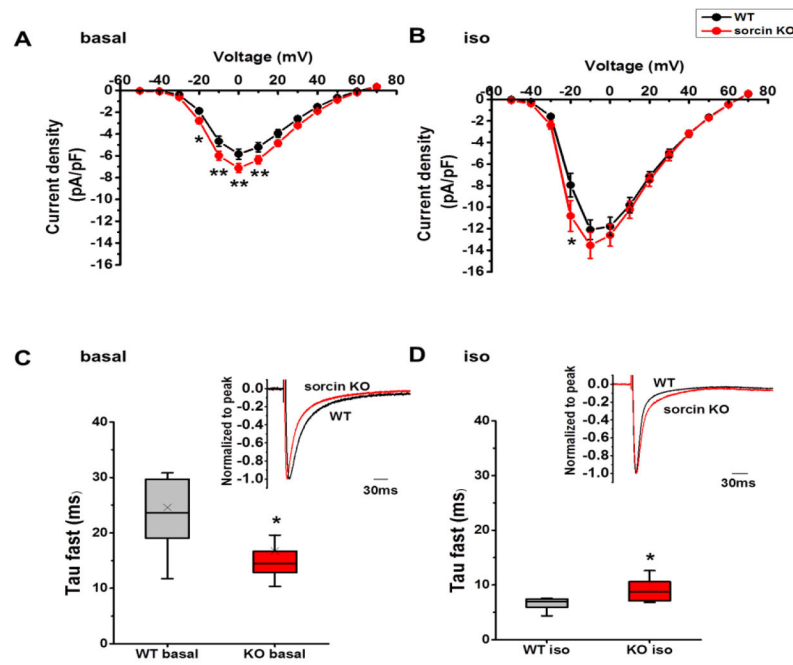 WT
sorcin KO
A basal
B iso
Voltage (mV)
-60 -40 -20 0 20 40 60 80
0
-2
-4
-6
-8
-10
-12
-14
-16
Current density
(pA/pF)
*
**
**
**
Voltage (mV)
-60 -40 -20 0 20 40 60 80
0
-2
-4
-6
-8
-10
-12
-14
-16
Current density
(pA/pF)
*
C basal
40
30
20
10
0
Tau fast (ms)
Normalized to peak
0.0
-0.2
-0.4
-0.6
-0.8
-1.0
sorcin KO
WT
30ms
*
WT basal KO basal
D iso
40
30
20
10
0
Tau fast (ms)
Normalized to peak
0.0
-0.2
-0.4
-0.6
-0.8
-1.0
WT
sorcin KO
30ms
*
WT iso KO iso